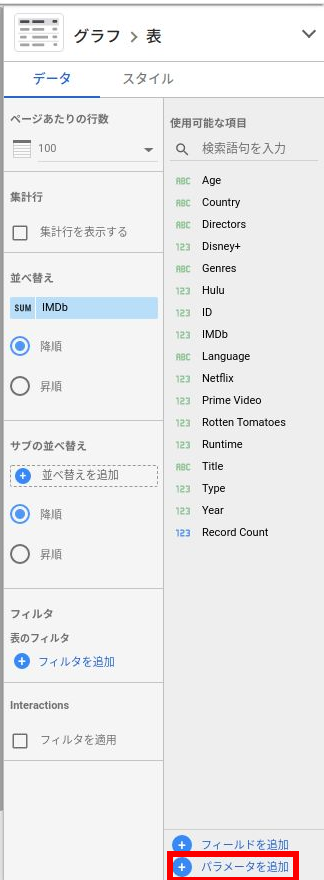 グラフ > 表
データ
スタイル
ページあたりの行数
100
集計行
集計行を表示する
並べ替え
SUM IMDb
降順
昇順
サブの並べ替え
並べ替えを追加
降順
昇順
フィルタ
表のフィルタ
フィルタを追加
Interactions
フィルタを適用
使用可能な項目
検索語句を入力
ABC Age
ABC Country
ABC Directors
123 Disney+
ABC Genres
123 Hulu
123 ID
123 IMDb
ABC Language
123 Netflix
123 Prime Video
123 Rotten Tomatoes
123 Runtime
ABC Title
123 Type
123 Year
123 Record Count
フィールドを追加
パラメータを追加